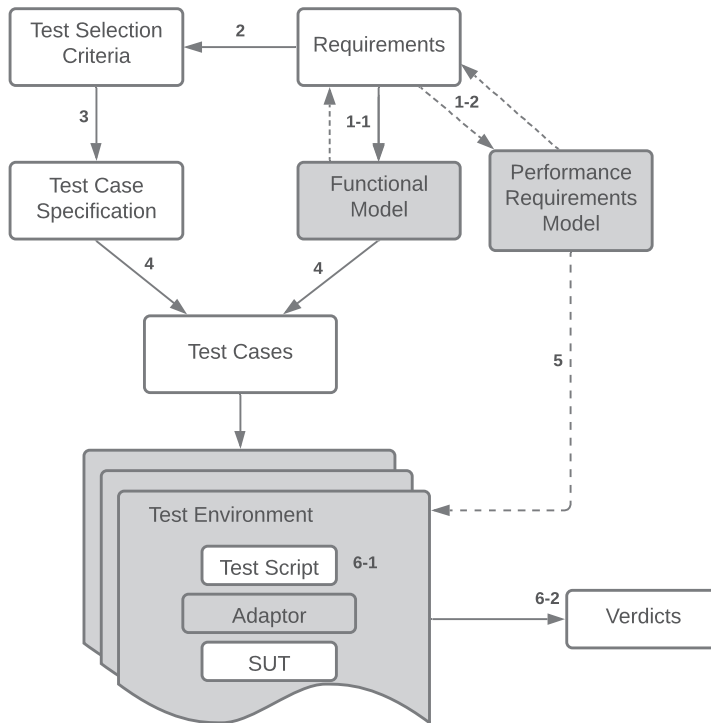 Test Selection
Criteria
2
Requirements
3
1-1
1-2
Test Case
Specification
Functional
Model
Performance
Requirements
Model
4
4
Test Cases
5
Test Environment
Test Script
6-1
Adaptor
SUT
6-2
Verdicts